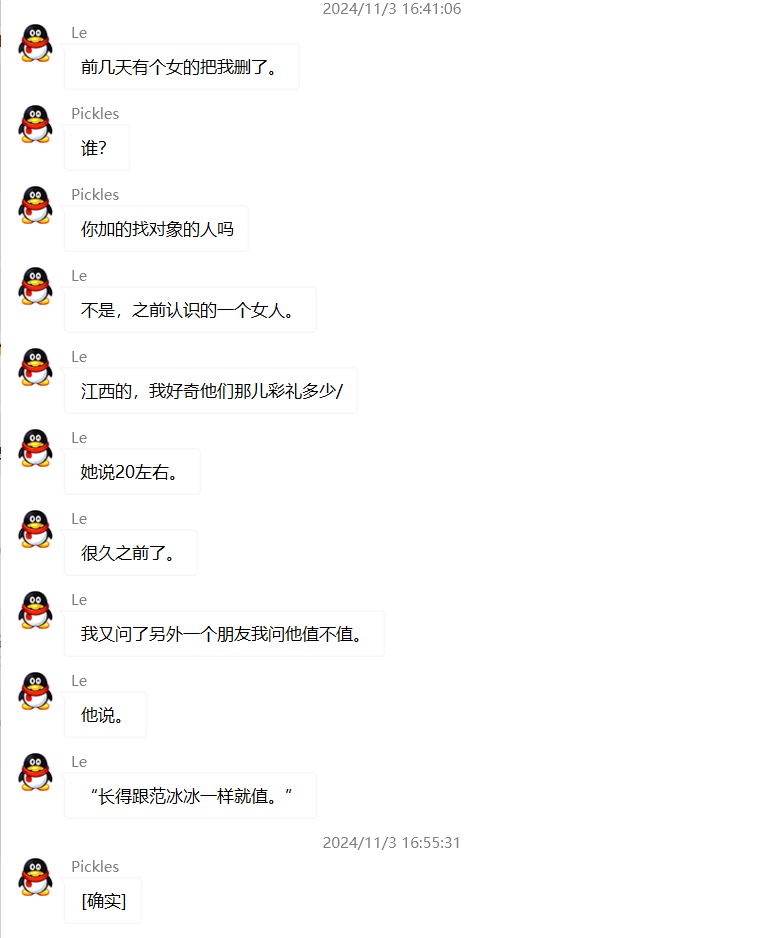 2024/11/3 16:41:06
Le
前几天有个女的把我删了。
Pickles
谁?
Pickles
你加的找对象的人吗
Le
不是，之前认识的一个女人。
Le
江西的，我好奇他们那儿彩礼多少/
Le
她说20左右。
Le
很久之前了。
Le
我又问了另外一个朋友我问他值不值。
Le
他说。
Le
“长得跟范冰冰一样就值。”
2024/11/3 16:55:31
Pickles
[确实]